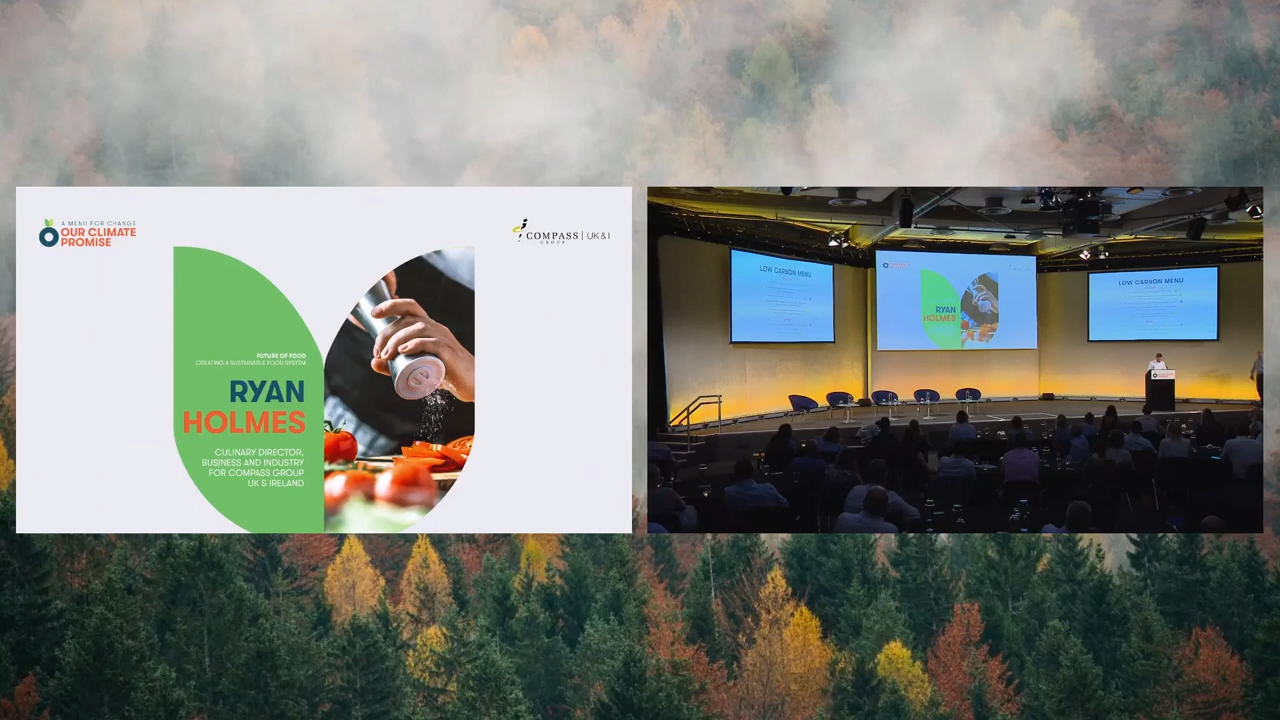 A MENU FOR CHANGE
OUR CLIMATE
PROMISE
COMPASS
GROUP
UK&I
FUTURE OF FOOD
CREATING A SUSTAINABLE FOOD SYSTEM
RYAN
HOLMES
CULINARY DIRECTOR,
BUSINESS AND INDUSTRY
FOR COMPASS GROUP
UK & IRELAND
LOW CARBON MENU
RYAN
HOLMES
LOW CARBON MENU